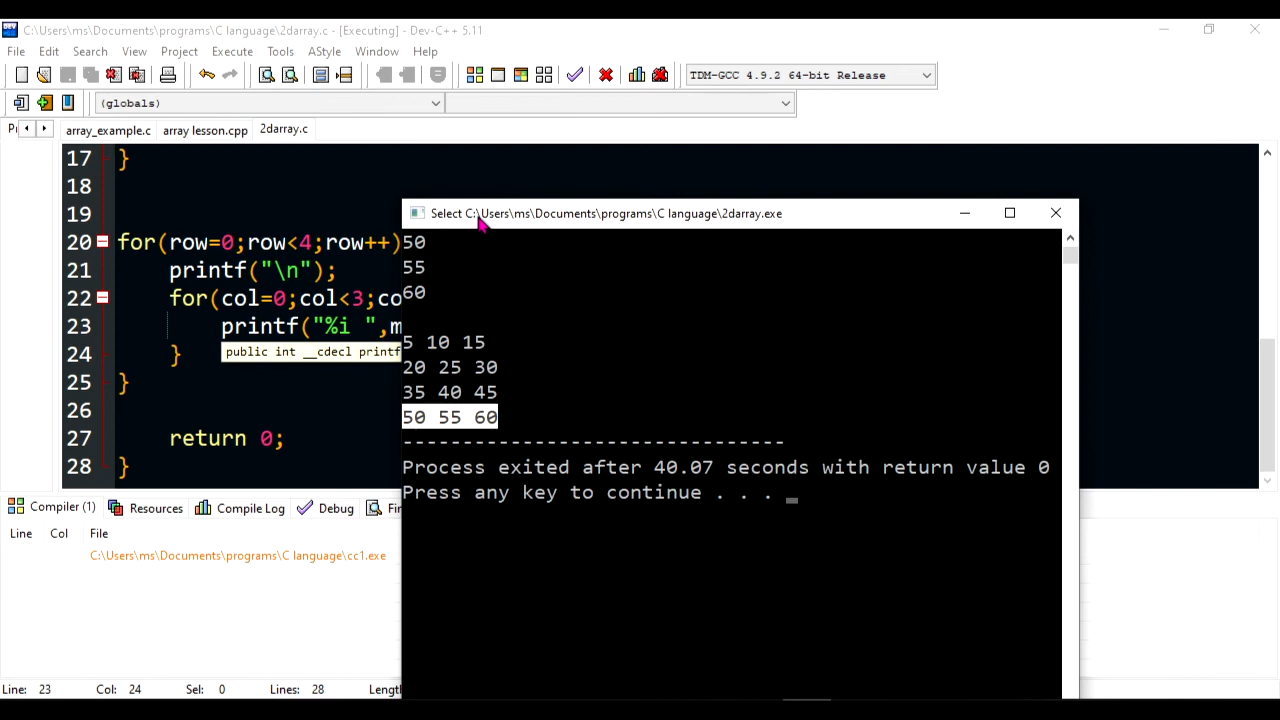 C:\Users\ms\Documents\programs\C language\2darray.c - [Executing] - Dev-C++ 5.11
File Edit Search View Project Execute Tools AStyle Window Help
TDM-GCC 4.9.2 64-bit Release
(globals)
array_example.c array lesson.cpp 2darray.c
17 }
18
19
20 for(row=0;row<4;row++)
21 printf("\n");
22 for(col=0;col<3;co
23 printf("%i ",m
24 }
public int __cdecl printf
25 }
26
27 return 0;
28 }
Select C:\Users\ms\Documents\programs\C language\2darray.exe
50
55
60
5 10 15
20 25 30
35 40 45
50 55 60
--------------------------------
Process exited after 40.07 seconds with return value 0
Press any key to continue . . .
Compiler (1) Resources Compile Log Debug
Line Col File
C:\Users\ms\Documents\programs\C language\cc1.exe
Line: 23 Col: 24 Sel: 0 Lines: 28 Length